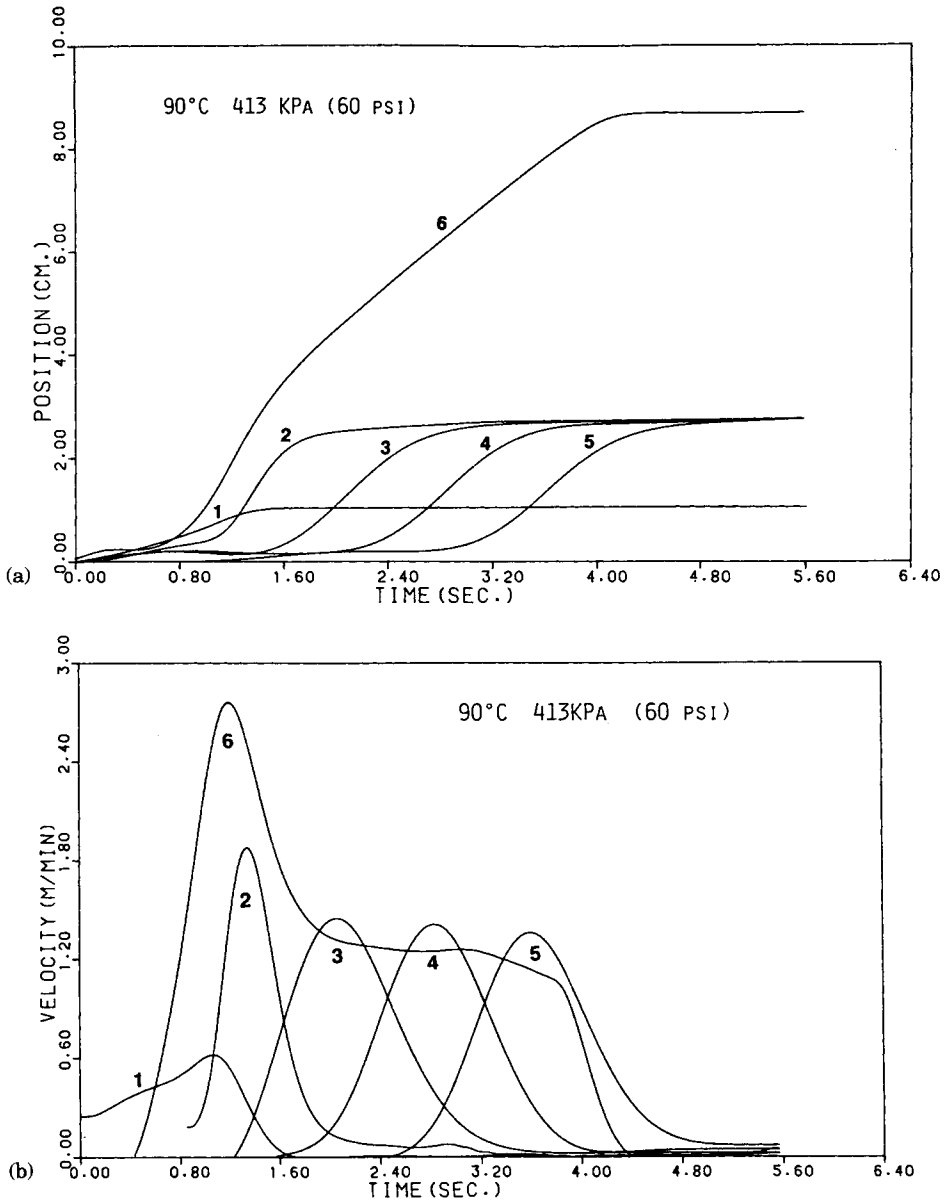 10.00
8.00
6.00
4.00
2.00
0.00
POSITION (CM.)
90°C 413 KPA (60 PSI)
6
2
3
4
5
1
(a)
0.00 0.80 1.60 2.40 3.20 4.00 4.80 5.60 6.40
TIME (SEC.)
3.00
2.40
1.80
1.20
0.60
0.00
VELOCITY (M/MIN)
90°C 413KPA (60 PSI)
6
2
3
4
5
1
(b)
0.00 0.80 1.60 2.40 3.20 4.00 4.80 5.60 6.40
TIME (SEC.)